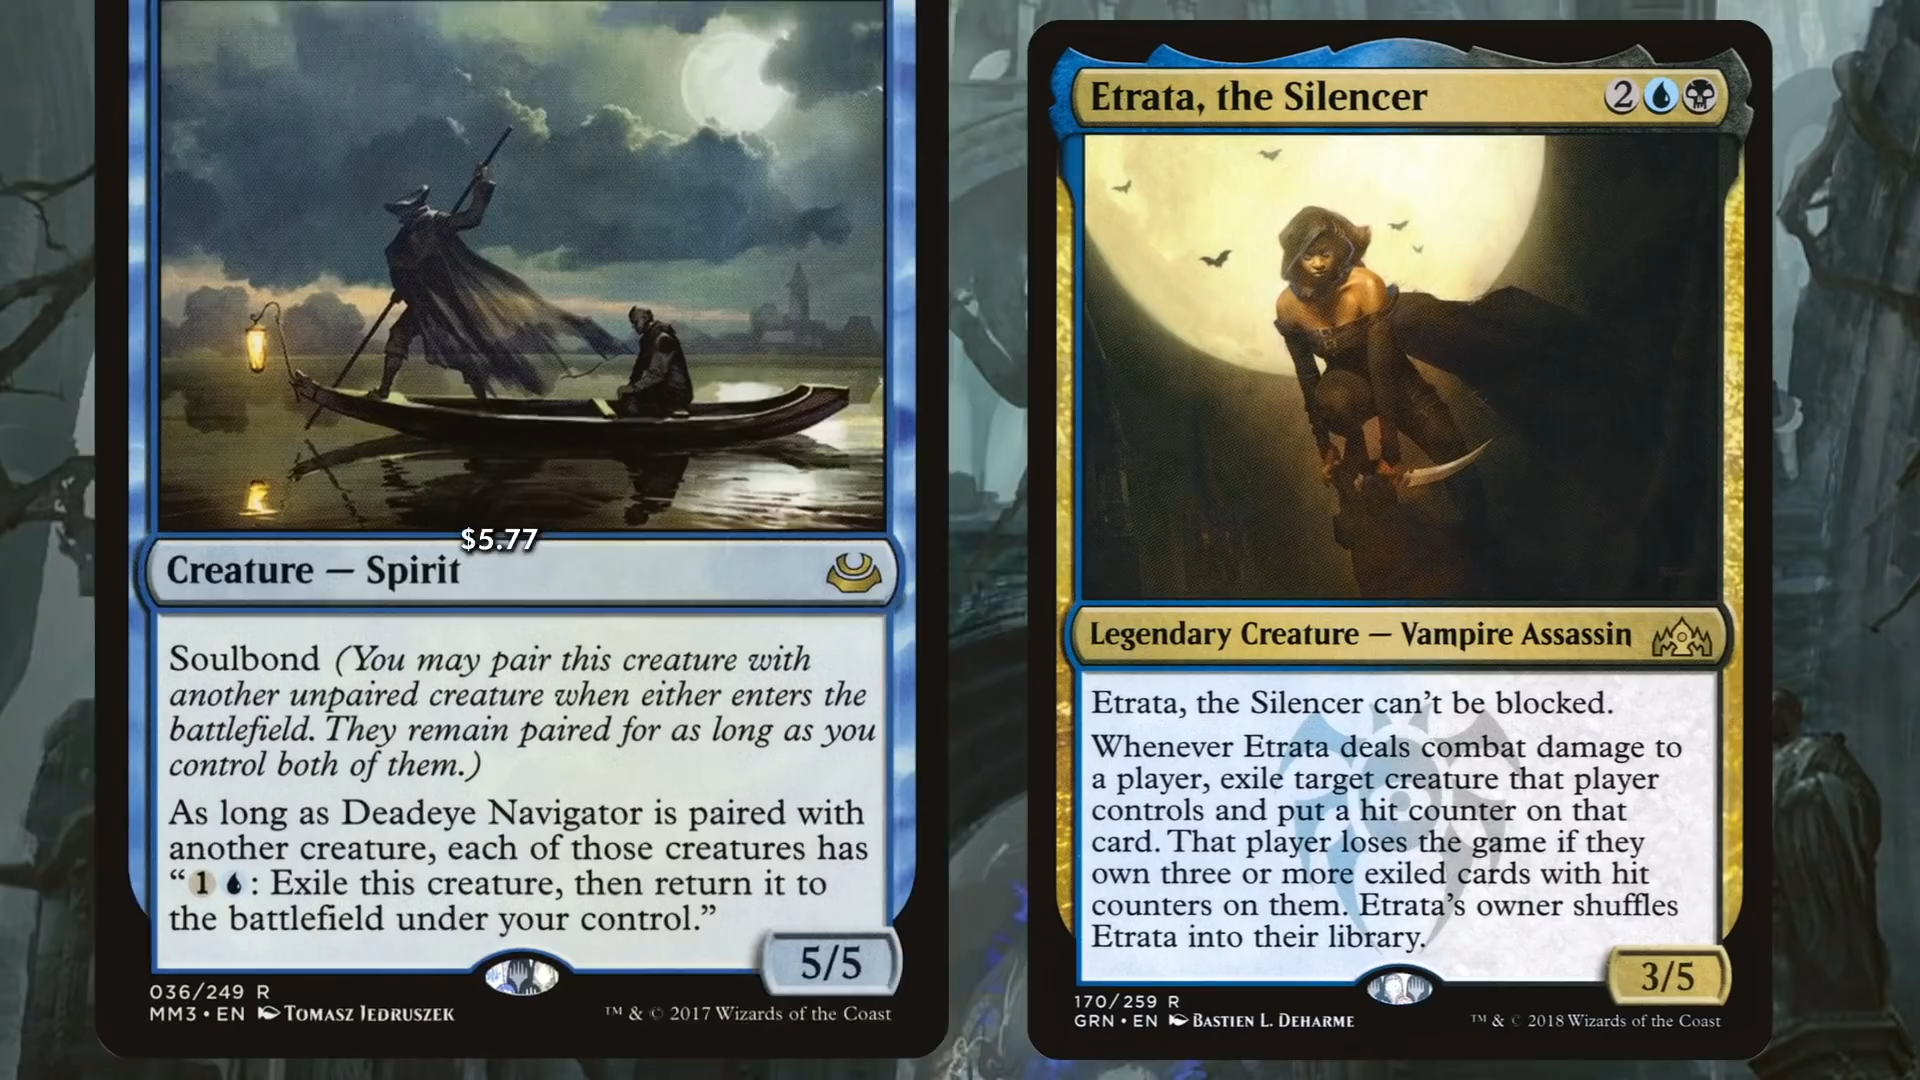 $5.77
Creature — Spirit
Soulbond (You may pair this creature with
another unpaired creature when either enters the
battlefield. They remain paired for as long as you
control both of them.)
As long as Deadeye Navigator is paired with
another creature, each of those creatures has
“1 : Exile this creature, then return it to
the battlefield under your control.”
5/5
036/249 R
MM3 • EN Tomasz Jedruszek
™ & © 2017 Wizards of the Coast
Etrata, the Silencer
2
Legendary Creature — Vampire Assassin
Etrata, the Silencer can’t be blocked.
Whenever Etrata deals combat damage to
a player, exile target creature that player
controls and put a hit counter on that
card. That player loses the game if they
own three or more exiled cards with hit
counters on them. Etrata’s owner shuffles
Etrata into their library.
3/5
170/259 R
GRN • EN Bastien L. Deharme
™ & © 2018 Wizards of the Coast